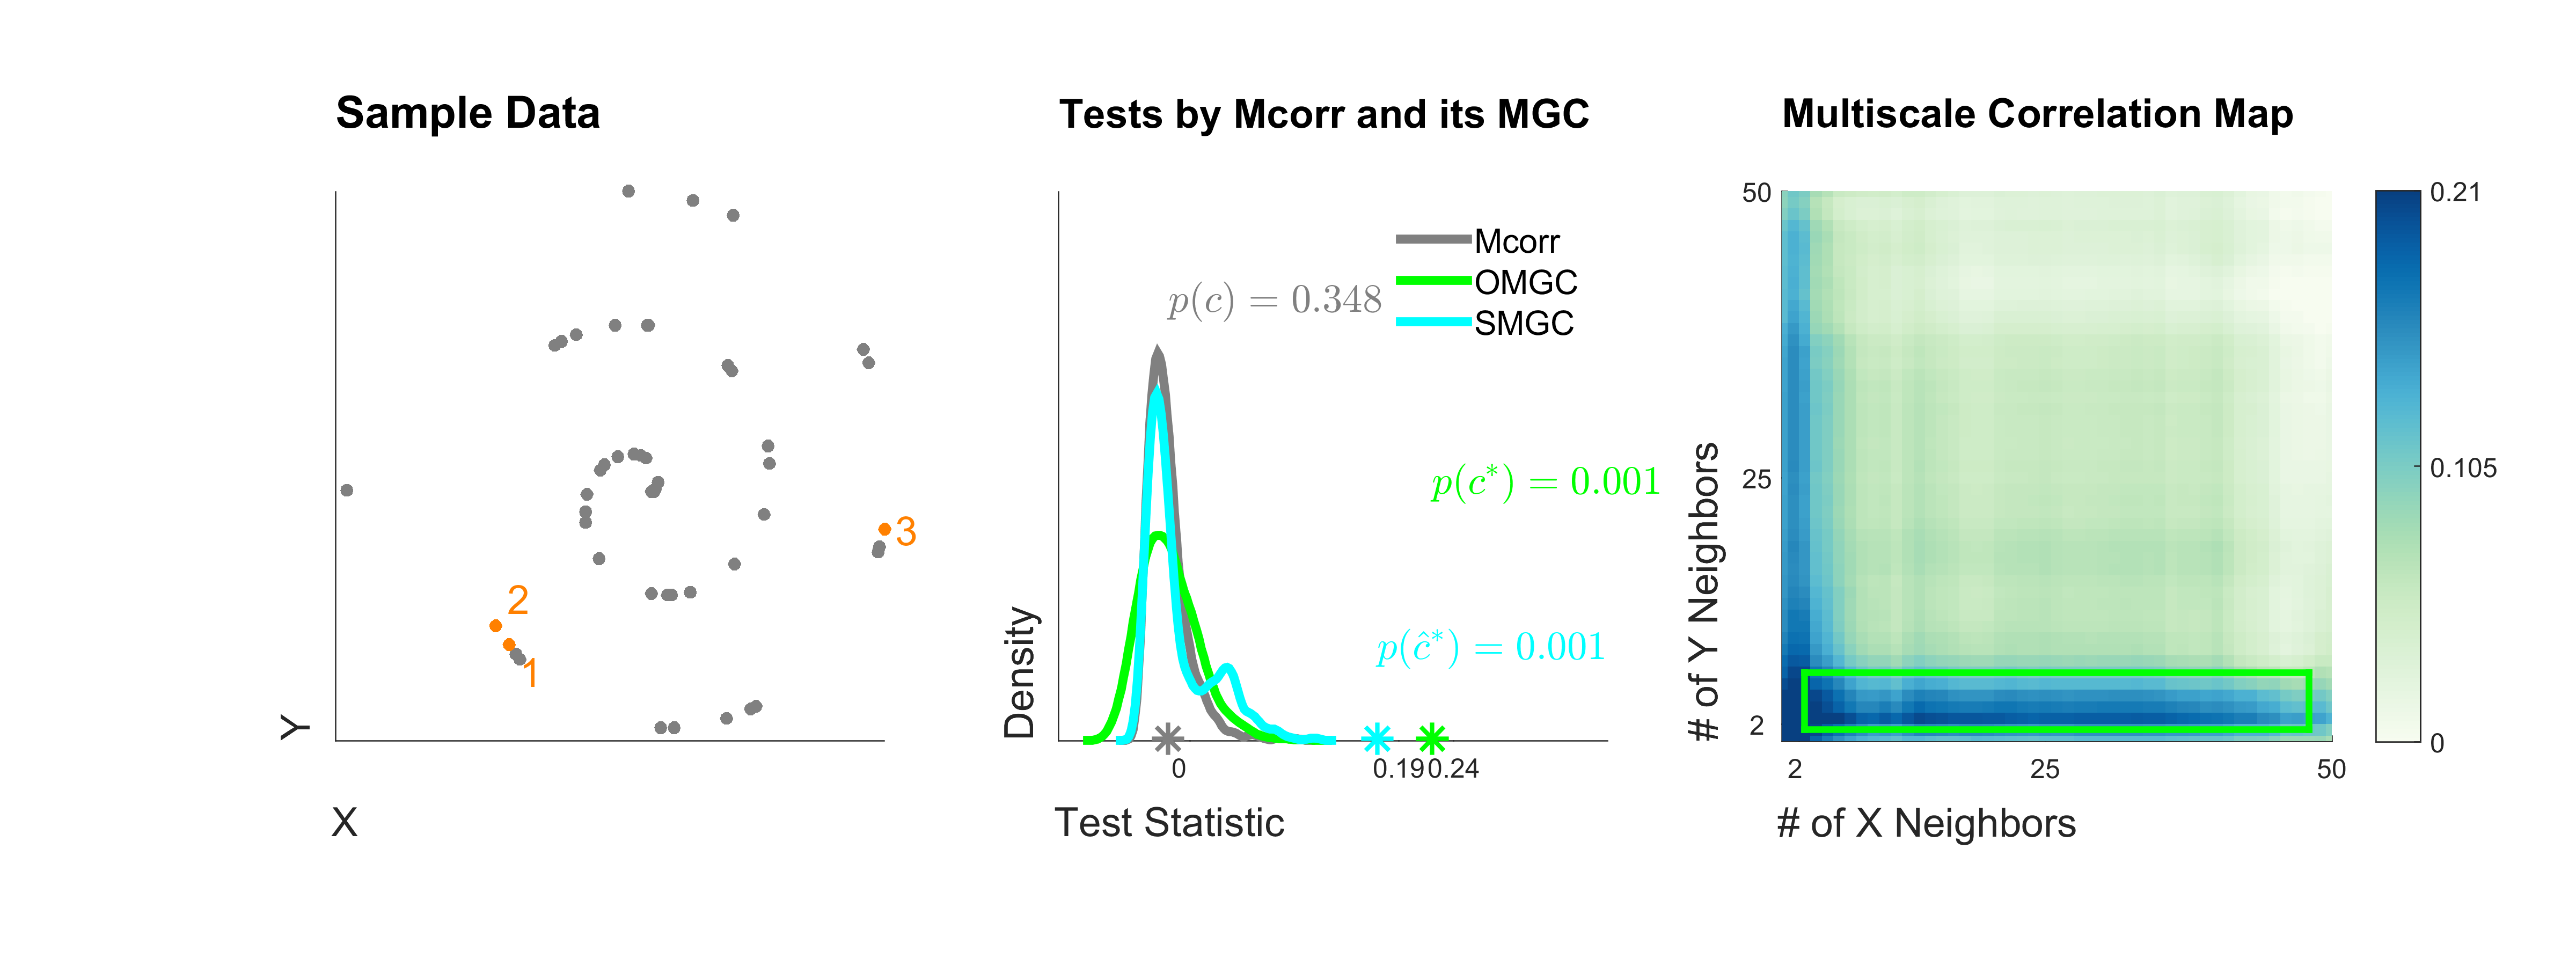 Sample Data
2
1
3
Y
X
Tests by Mcorr and its MGC
Mcorr
OMGC
SMGC
p(c) = 0.348
p(c*) = 0.001
p(ĉ*) = 0.001
Density
0
0.19
0.24
Test Statistic
Multiscale Correlation Map
50
25
2
# of Y Neighbors
2
25
50
# of X Neighbors
0.21
0.105
0